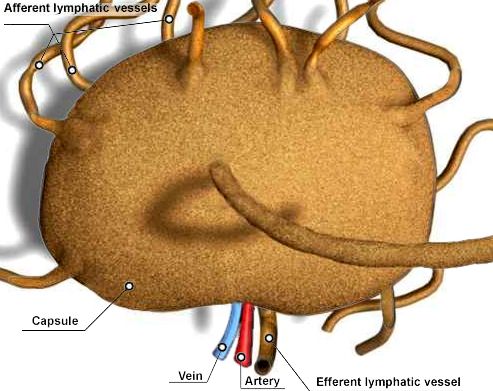 Afferent lymphatic vessels
Capsule
Vein
Artery
Efferent lymphatic vessel